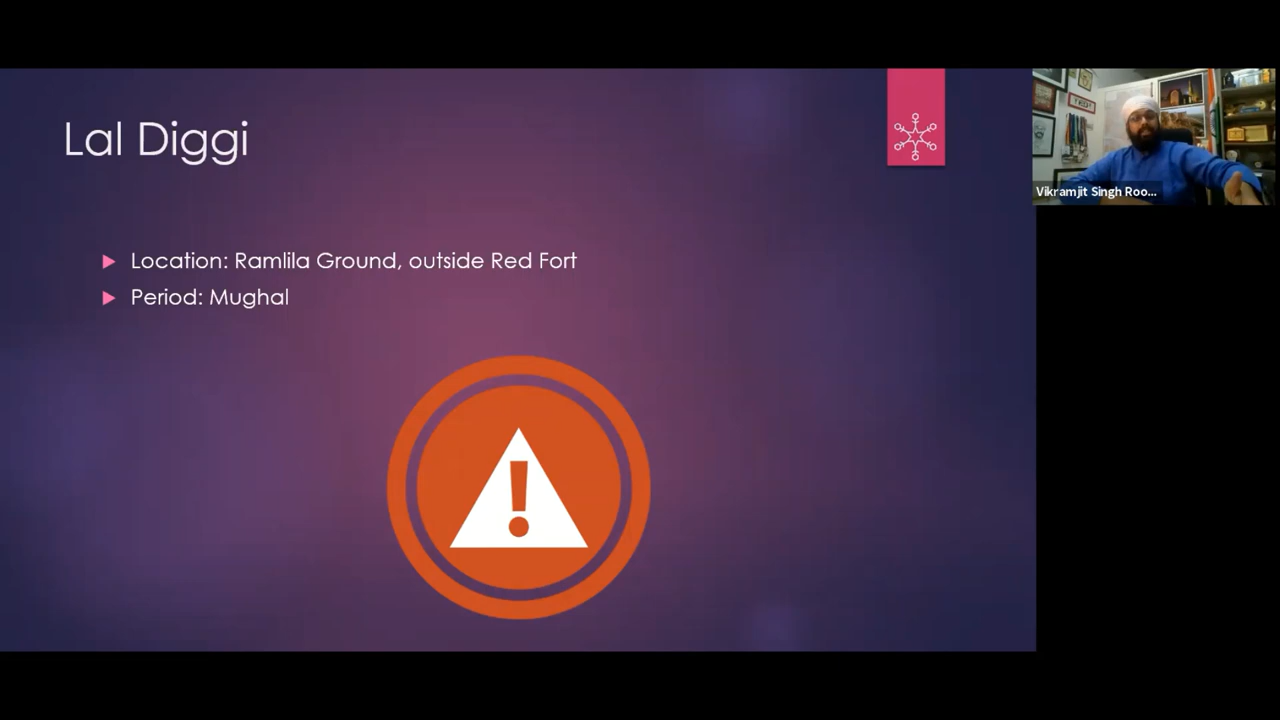 Lal Diggi
Location: Ramlila Ground, outside Red Fort
Period: Mughal
Vikramjit Singh Roo...